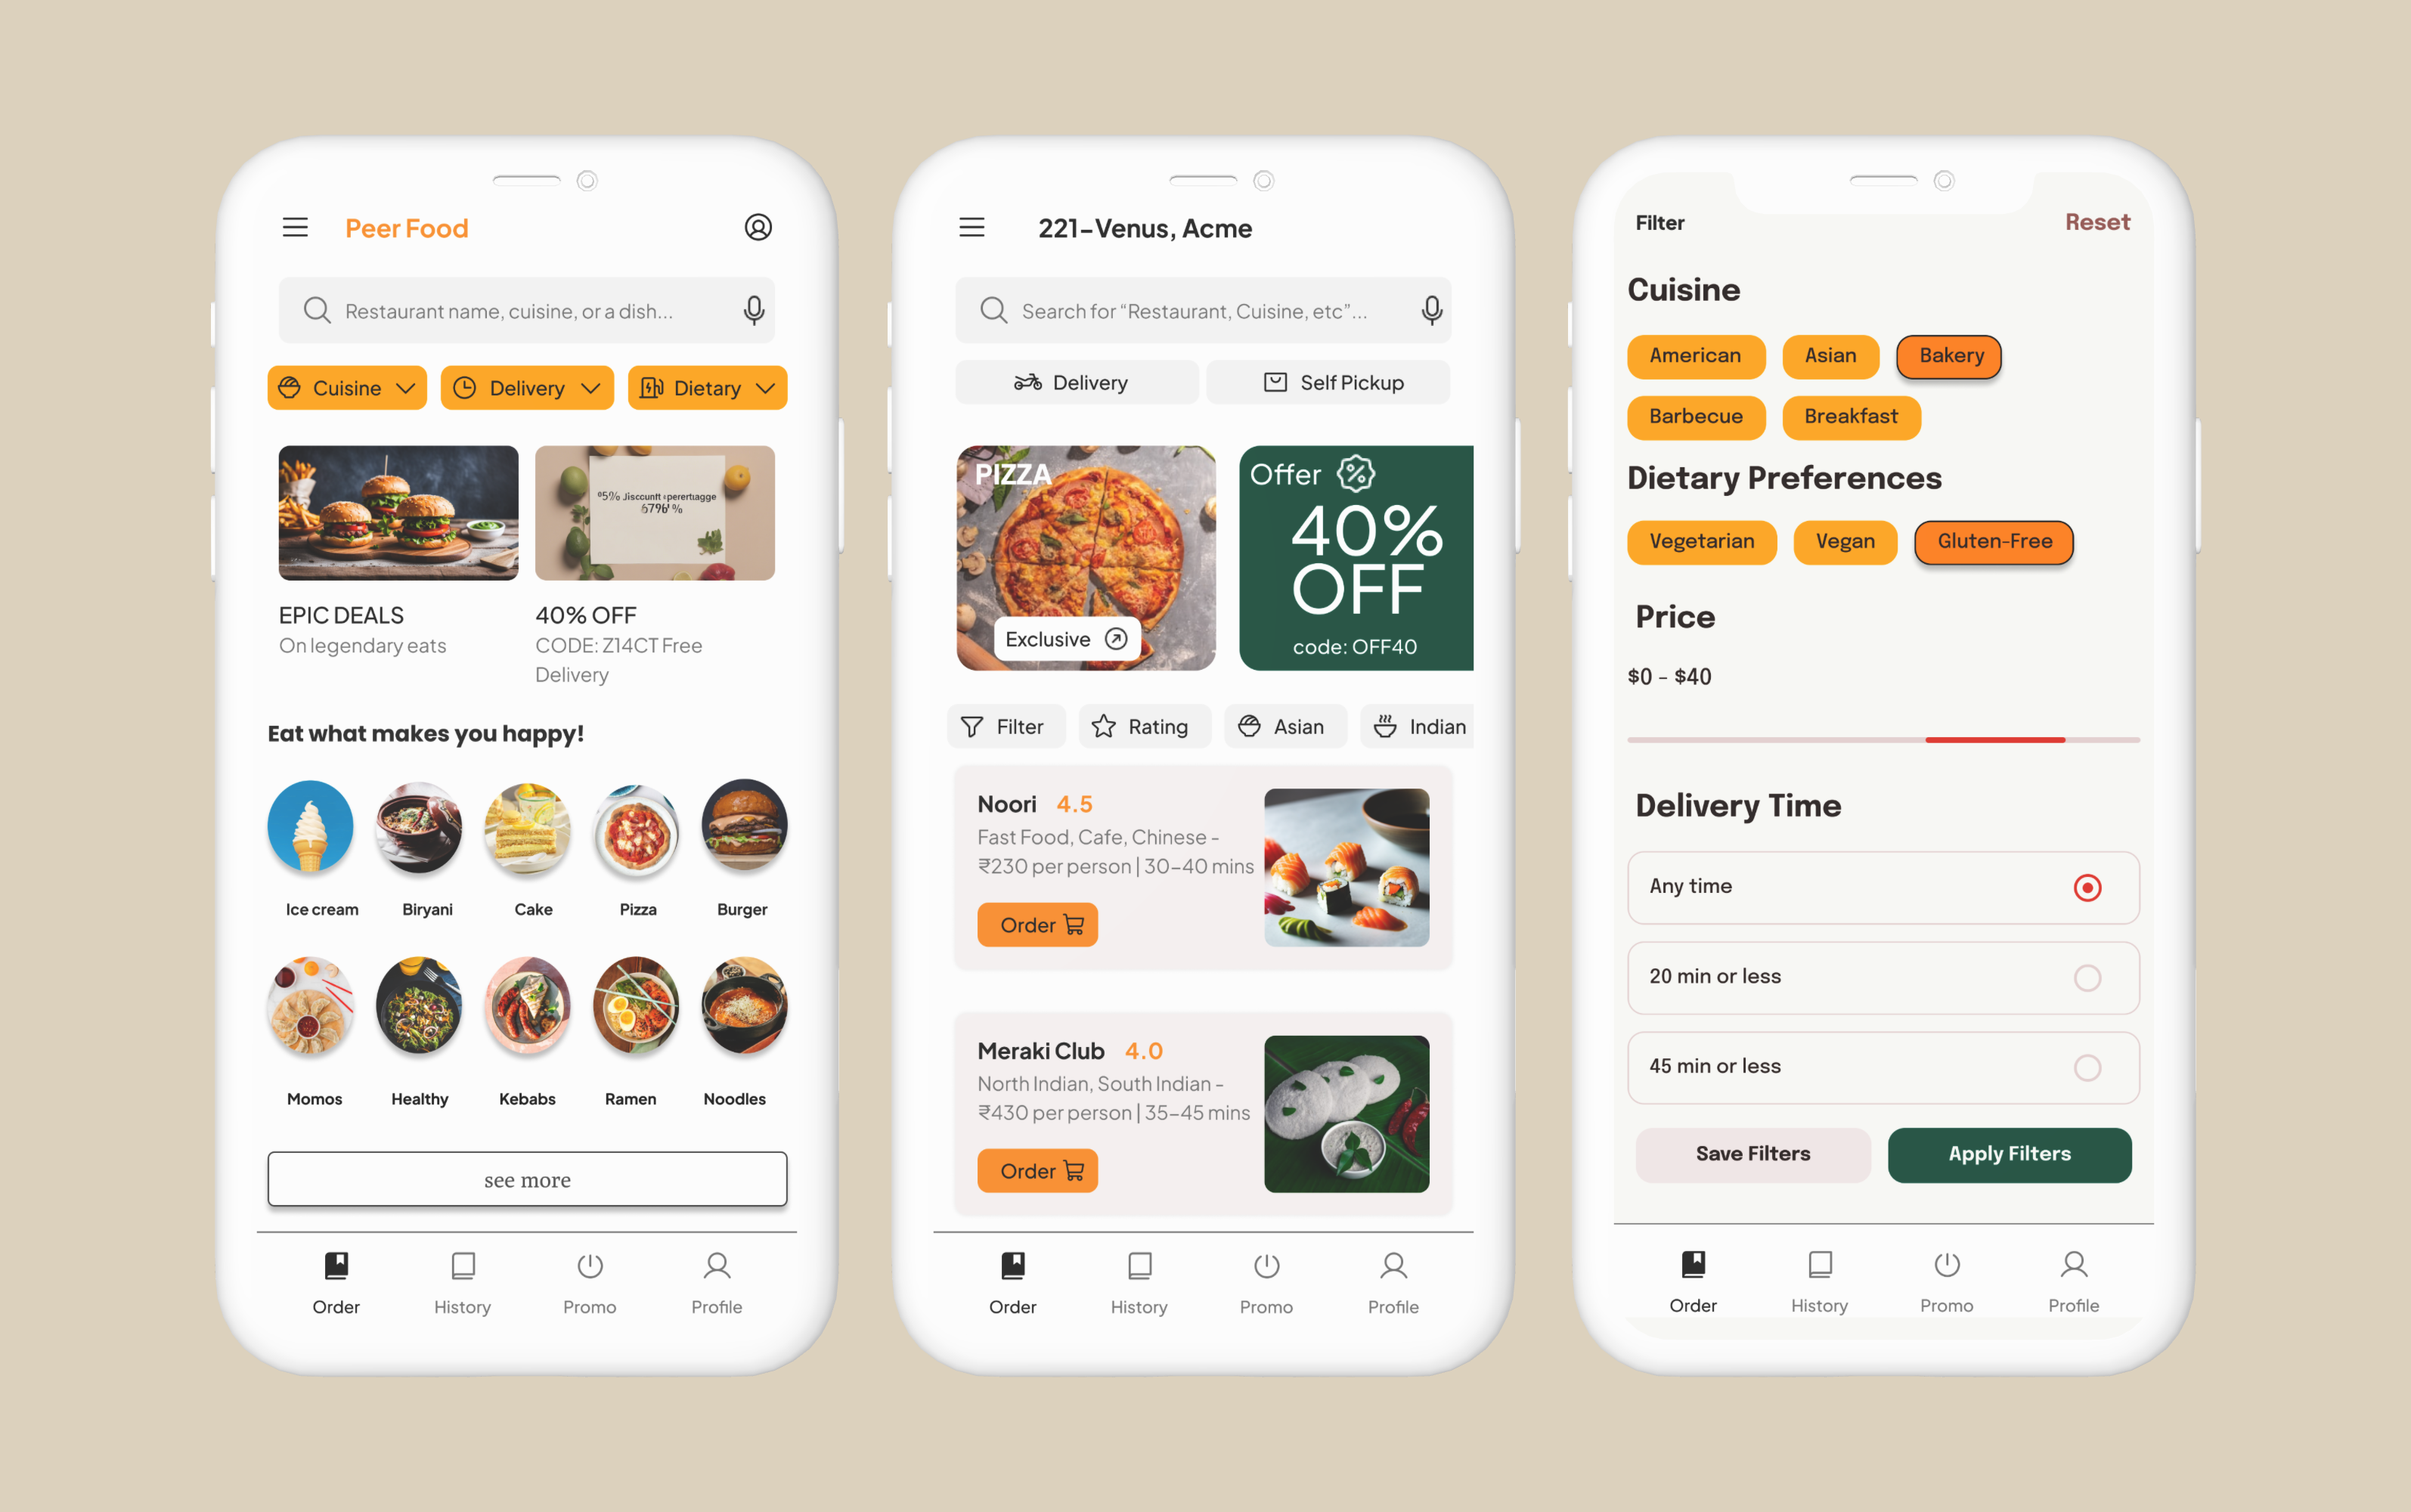 Peer Food
Restaurant name, cuisine, or a dish...
Cuisine
Delivery
Dietary
°5% Jisccunft
EPIC DEALS
On legendary eats
40% OFF
CODE: Z14CT Free
Delivery
Eat what makes you happy!
Ice cream
Biryani
Cake
Pizza
Burger
Momos
Healthy
Kebabs
Ramen
Noodles
see more
Order
History
Promo
Profile
221-Venus, Acme
Search for “Restaurant, Cuisine, etc”...
Delivery
Self Pickup
PIZZA
Exclusive
Offer
40%
OFF
code: OFF40
Filter
Rating
Asian
Indian
Noori 4.5
Fast Food, Cafe, Chinese -
₹230 per person | 30-40 mins
Order
Meraki Club 4.0
North Indian, South Indian -
₹430 per person | 35-45 mins
Order
Order
History
Promo
Profile
Filter
Reset
Cuisine
American
Asian
Bakery
Barbecue
Breakfast
Dietary Preferences
Vegetarian
Vegan
Gluten-Free
Price
$0 - $40
Delivery Time
Any time
20 min or less
45 min or less
Save Filters
Apply Filters
Order
History
Promo
Profile